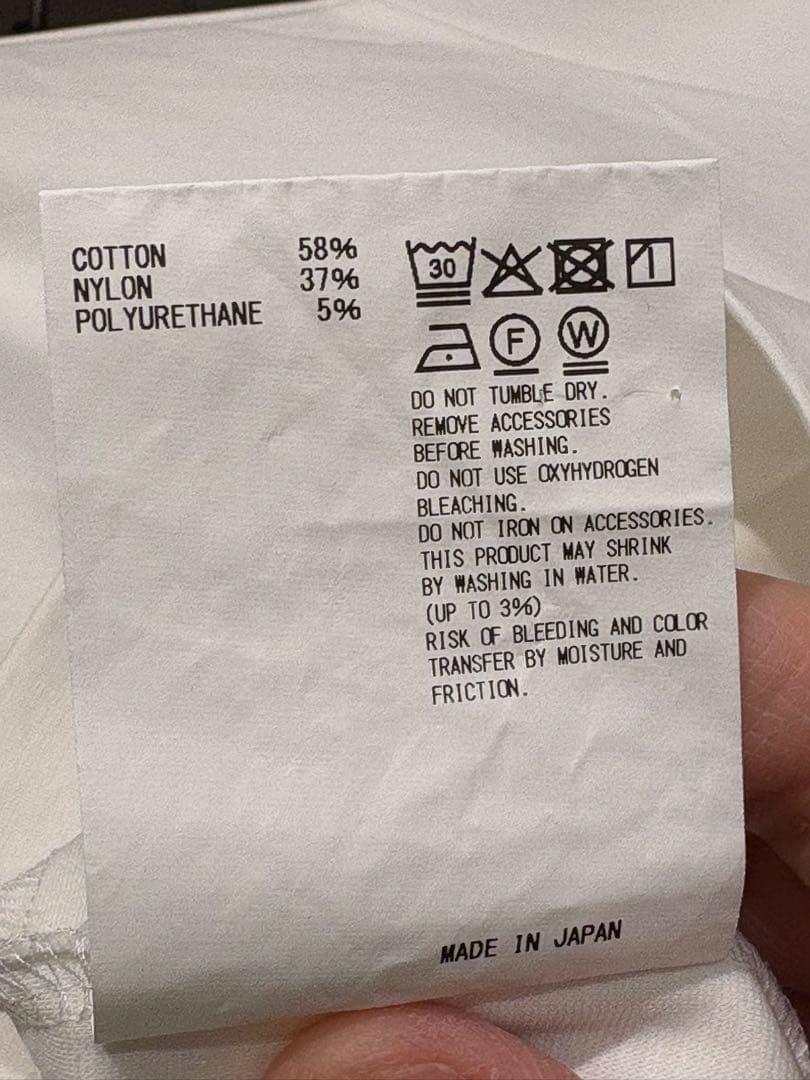 COTTON 58%
NYLON 37%
POLYURETHANE 5%
30
F W
DO NOT TUMBLE DRY.
REMOVE ACCESSORIES
BEFORE WASHING.
DO NOT USE OXYHYDROGEN
BLEACHING.
DO NOT IRON ON ACCESSORIES.
THIS PRODUCT MAY SHRINK
BY WASHING IN WATER.
(UP TO 3%)
RISK OF BLEEDING AND COLOR
TRANSFER BY MOISTURE AND
FRICTION.
MADE IN JAPAN